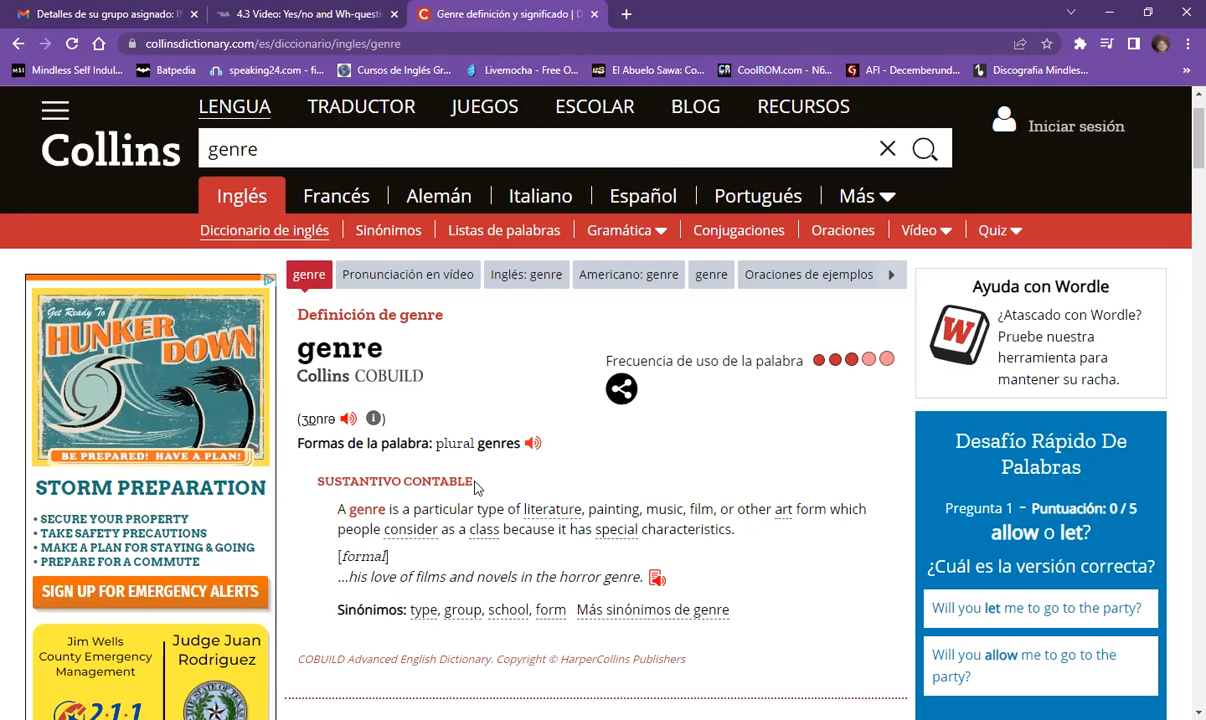 Detalles de su grupo asignado: I
4.3 Video: Yes/no and Wh-questi
Genre definición y significado | D
collinsdictionary.com/es/diccionario/ingles/genre
Mindless Self Indul...
Batpedia
speaking24.com - fi...
Cursos de Inglés Gr...
Livemocha - Free O...
El Abuelo Sawa: Co...
CoolROM.com - N6...
AFI - Decemberund...
Discografia Mindles...
LENGUA TRADUCTOR JUEGOS ESCOLAR BLOG RECURSOS
Iniciar sesión
Collins
genre
Inglés Francés Alemán Italiano Español Português Más
Diccionario de inglés Sinónimos Listas de palabras Gramática Conjugaciones Oraciones Vídeo Quiz
genre Pronunciación en vídeo Inglés: genre Americano: genre genre Oraciones de ejemplos
Get Ready To
HUNKER
DOWN
BE PREPARED! HAVE A PLAN!
STORM PREPARATION
• SECURE YOUR PROPERTY
• TAKE SAFETY PRECAUTIONS
• MAKE A PLAN FOR STAYING & GOING
• PREPARE FOR A COMMUTE
SIGN UP FOR EMERGENCY ALERTS
Jim Wells
County Emergency
Management
2·1·1
Judge Juan
Rodriguez
Definición de genre
genre
Collins COBUILD
Frecuencia de uso de la palabra
(ʒɒnrə )
Formas de la palabra: plural genres
SUSTANTIVO CONTABLE
A genre is a particular type of literature, painting, music, film, or other art form which
people consider as a class because it has special characteristics.
[formal]
...his love of films and novels in the horror genre.
Sinónimos: type, group, school, form Más sinónimos de genre
COBUILD Advanced English Dictionary. Copyright © HarperCollins Publishers
Ayuda con Wordle
W
¿Atascado con Wordle?
Pruebe nuestra
herramienta para
mantener su racha.
Desafío Rápido De
Palabras
Pregunta 1 - Puntuación: 0 / 5
allow o let?
¿Cuál es la versión correcta?
Will you let me to go to the party?
Will you allow me to go to the
party?